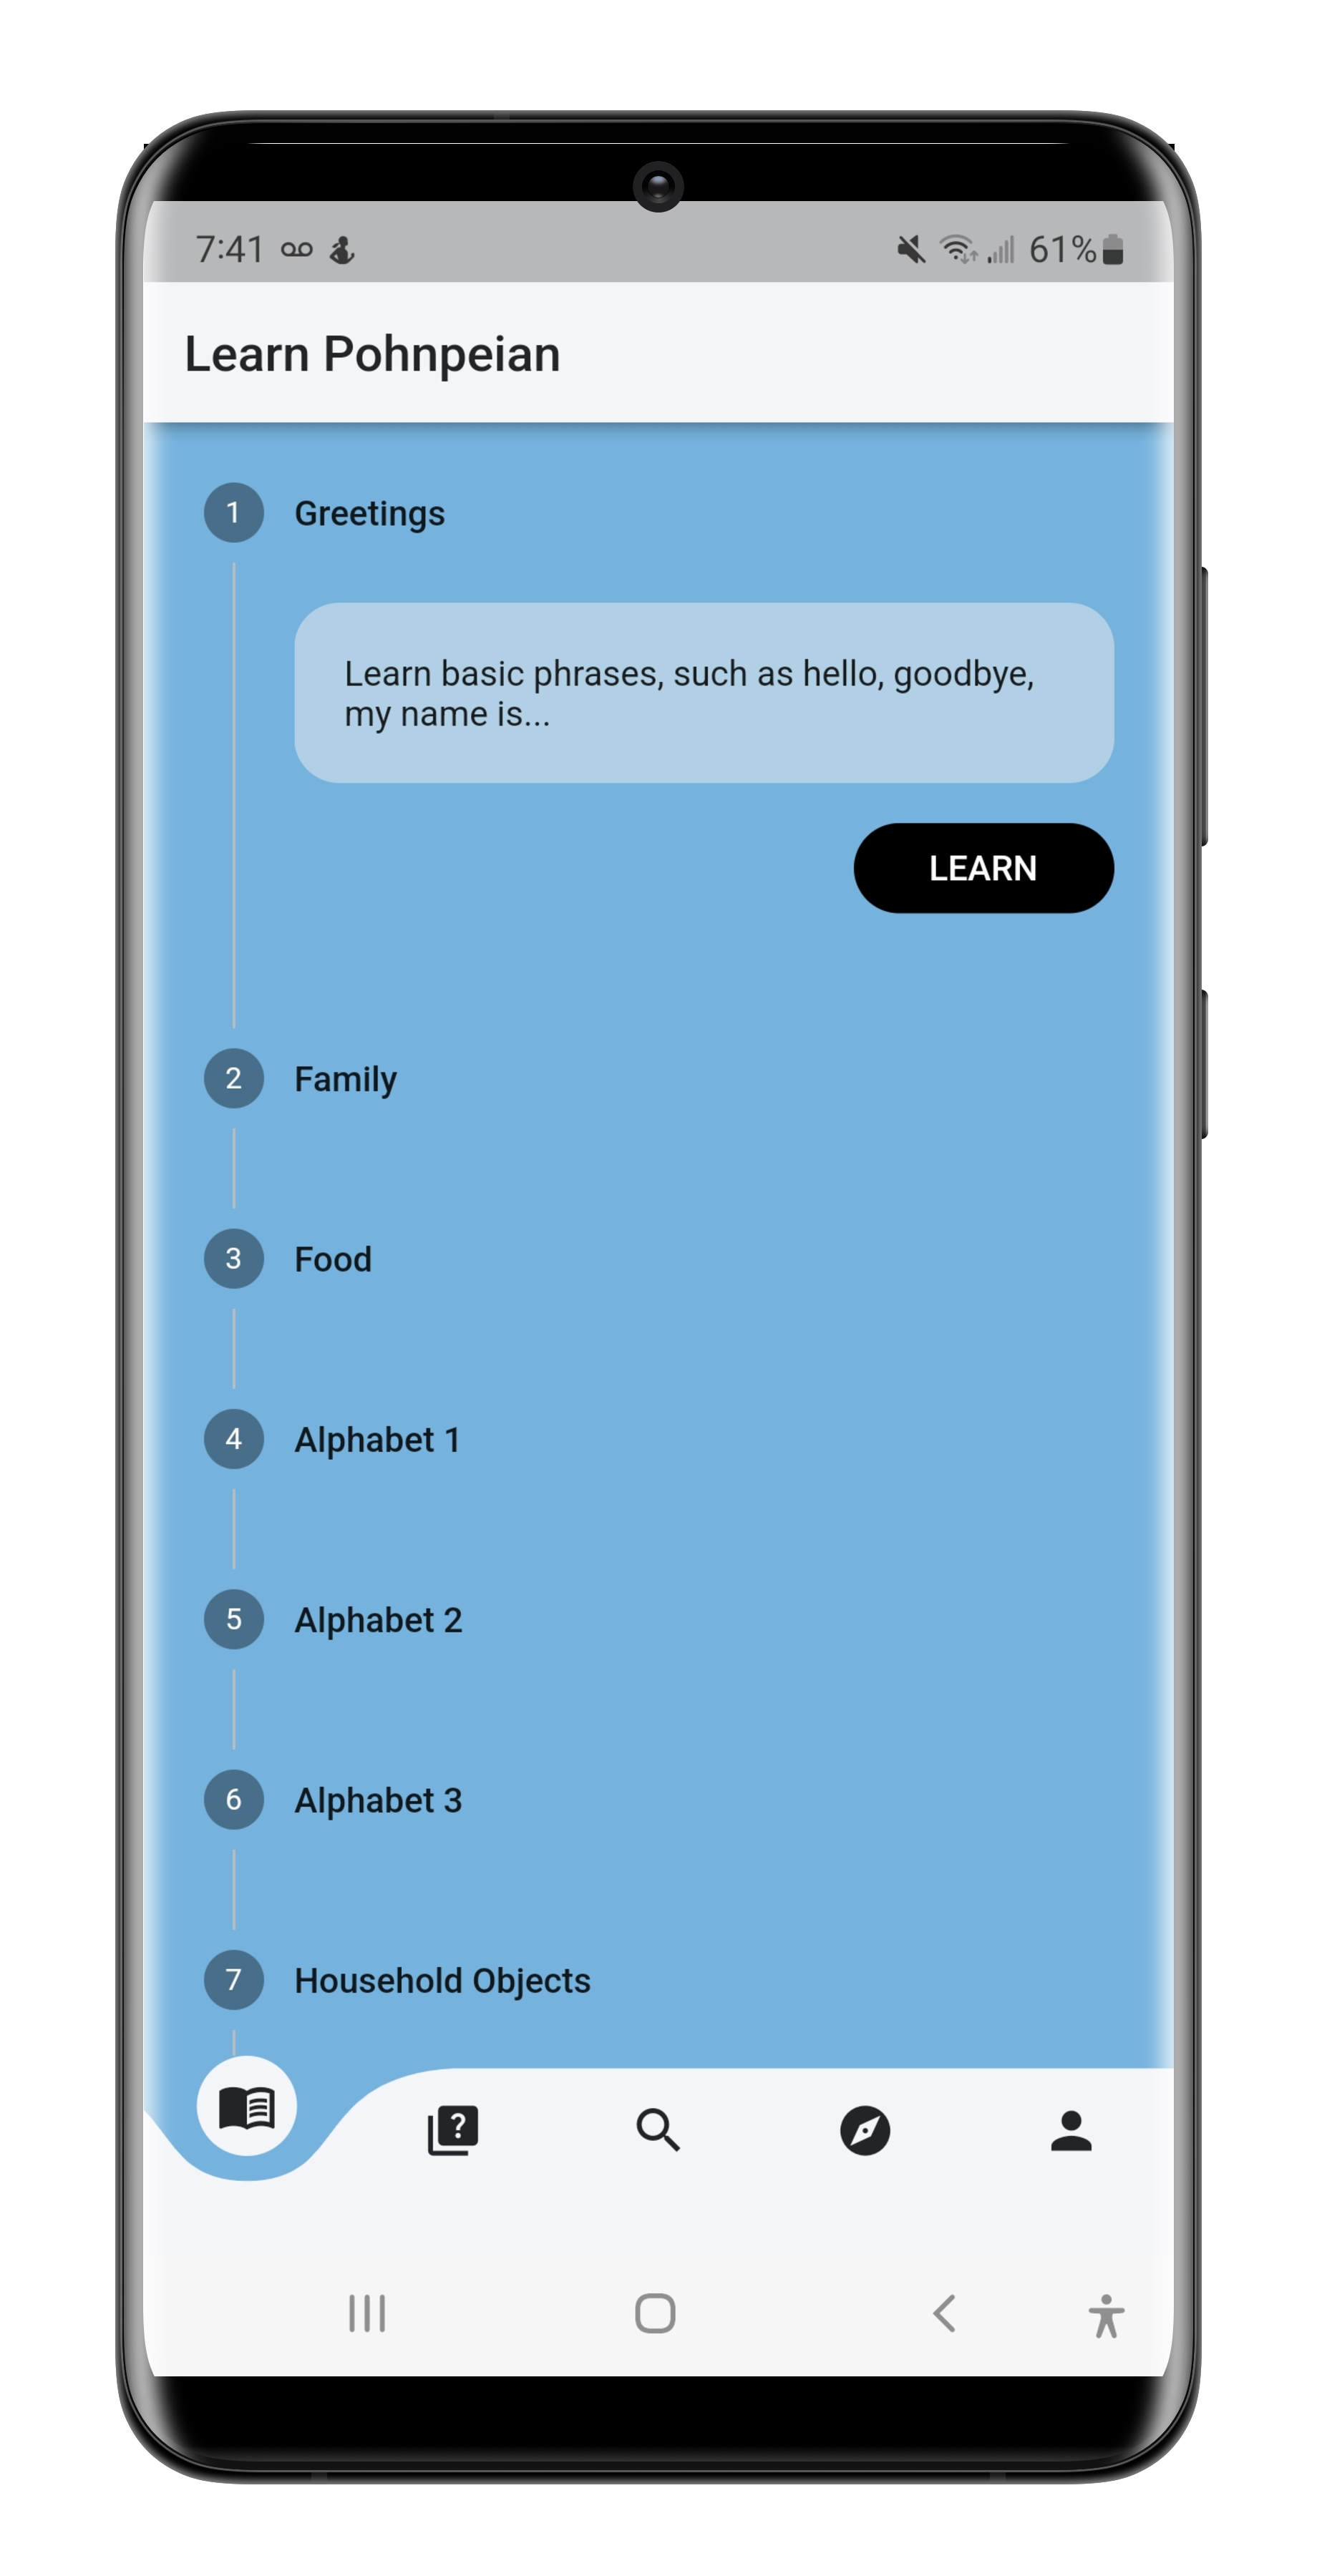 7:41 61%
Learn Pohnpeian
1 Greetings
Learn basic phrases, such as hello, goodbye,
my name is...
LEARN
2 Family
3 Food
4 Alphabet 1
5 Alphabet 2
6 Alphabet 3
7 Household Objects
?